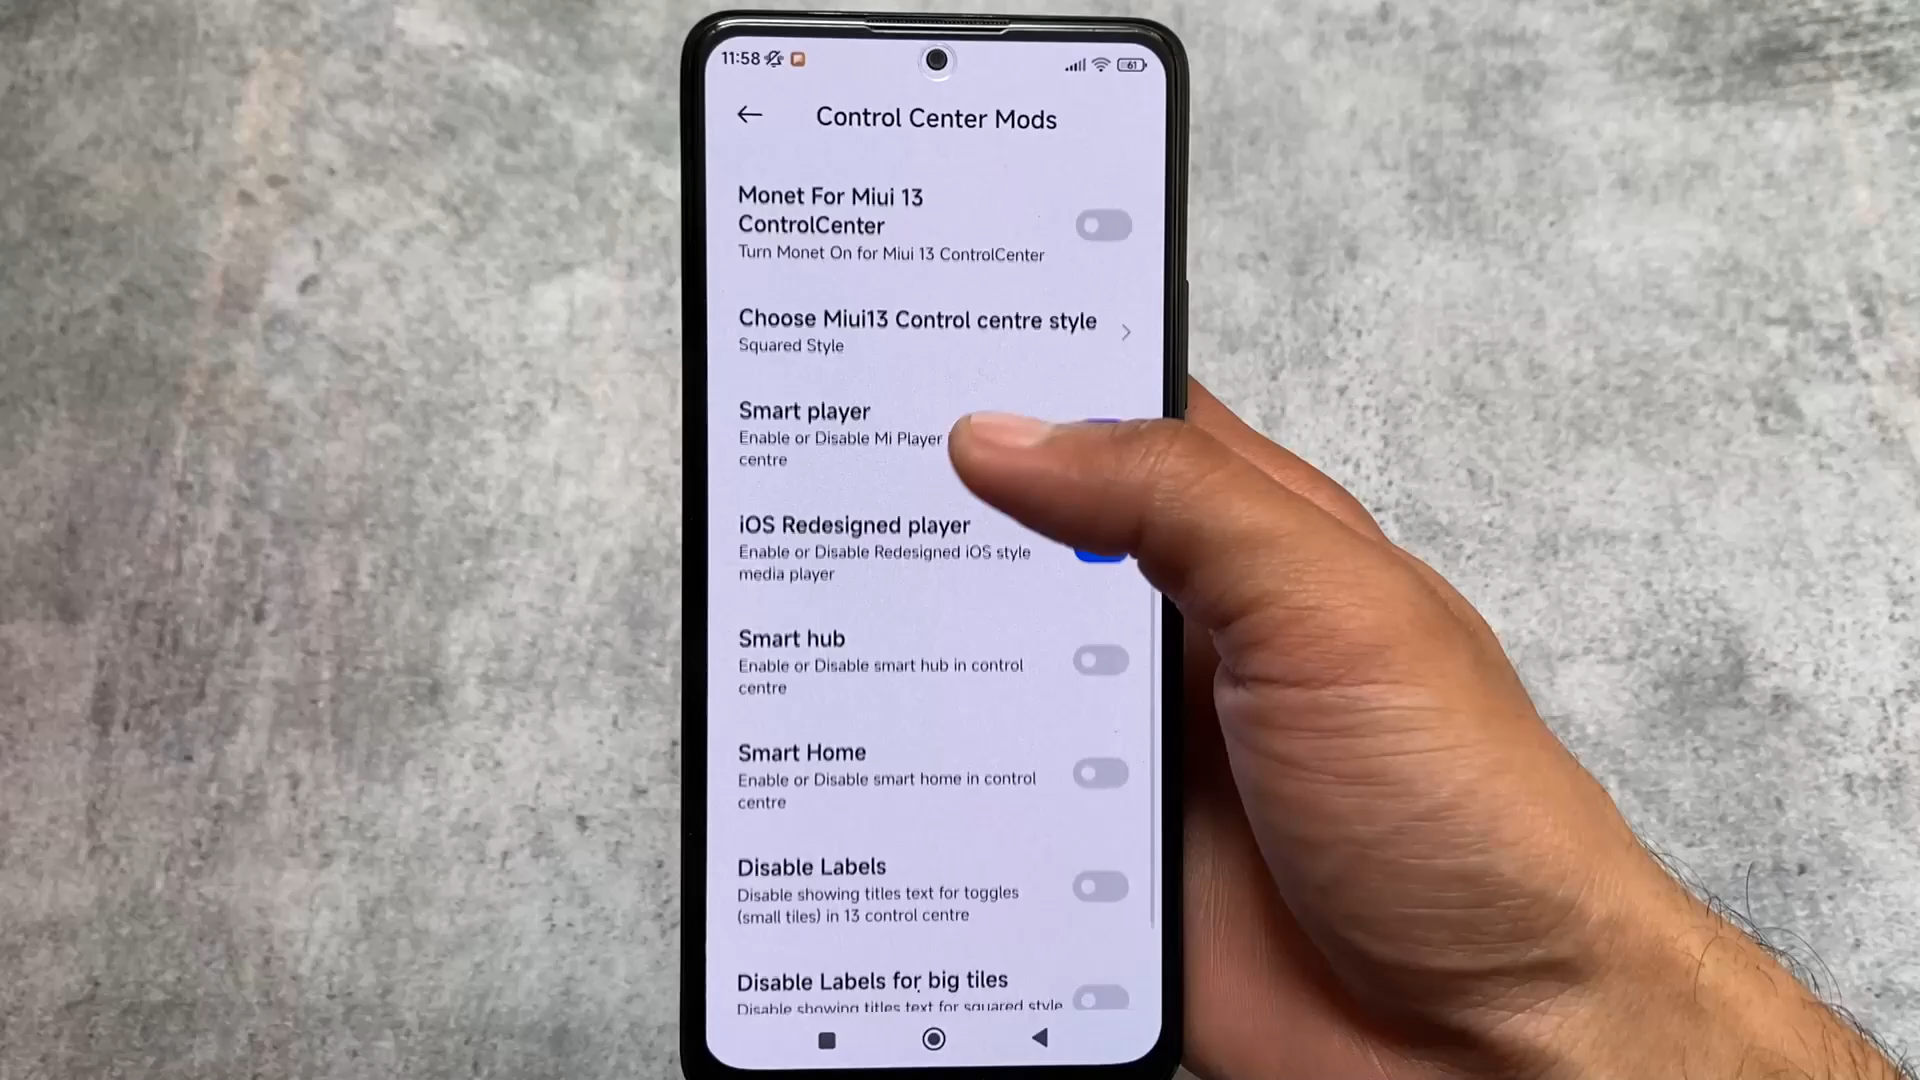 11:58
61
Control Center Mods
Monet For Miui 13
ControlCenter
Turn Monet On for Miui 13 ControlCenter
Choose Miui13 Control centre style
Squared Style
Smart player
Enable or Disable Mi Player
centre
iOS Redesigned player
Enable or Disable Redesigned iOS style
media player
Smart hub
Enable or Disable smart hub in control
centre
Smart Home
Enable or Disable smart home in control
centre
Disable Labels
Disable showing titles text for toggles
(small tiles) in 13 control centre
Disable Labels for big tiles
Disable showing titles text for squared style